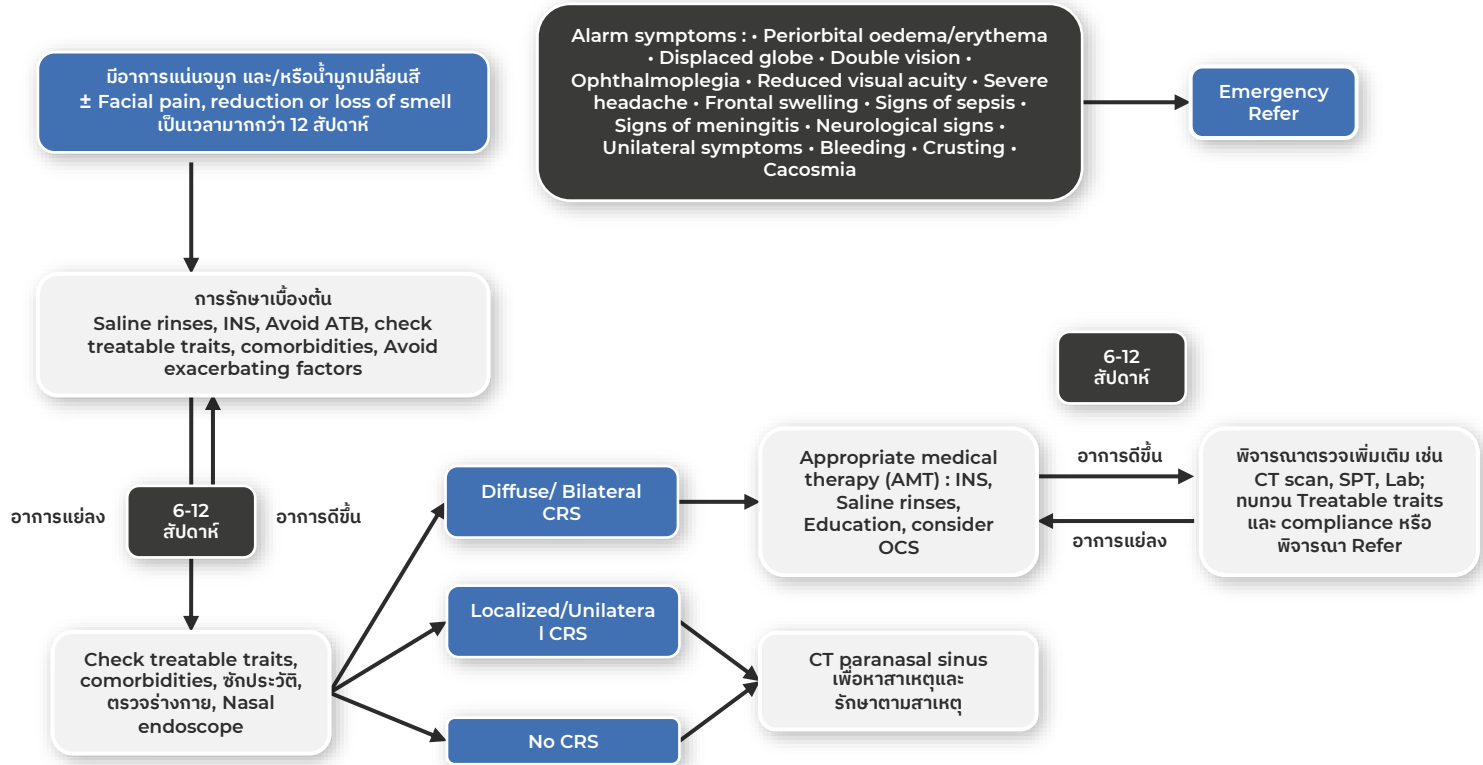 มีอาการแน่นจมูก และ/หรือน้ำมูกเปลี่ยนสี
± Facial pain, reduction or loss of smell
เป็นเวลามากกว่า 12 สัปดาห์
Alarm symptoms : • Periorbital oedema/erythema
• Displaced globe • Double vision •
Ophthalmoplegia • Reduced visual acuity • Severe
headache • Frontal swelling • Signs of sepsis •
Signs of meningitis • Neurological signs •
Unilateral symptoms • Bleeding • Crusting •
Cacosmia
Emergency
Refer
การรักษาเบื้องต้น
Saline rinses, INS, Avoid ATB, check
treatable traits, comorbidities, Avoid
exacerbating factors
อาการแย่ลง
6-12
สัปดาห์
อาการดีขึ้น
Check treatable traits,
comorbidities, ซักประวัติ,
ตรวจร่างกาย, Nasal
endoscope
Diffuse/ Bilateral
CRS
Localized/Unilatera
l CRS
No CRS
Appropriate medical
therapy (AMT) : INS,
Saline rinses,
Education, consider
OCS
CT paranasal sinus
เพื่อหาสาเหตุและ
รักษาตามสาเหตุ
6-12
สัปดาห์
อาการดีขึ้น
อาการแย่ลง
พิจารณาตรวจเพิ่มเติม เช่น
CT scan, SPT, Lab;
ทบทวน Treatable traits
และ compliance หรือ
พิจารณา Refer